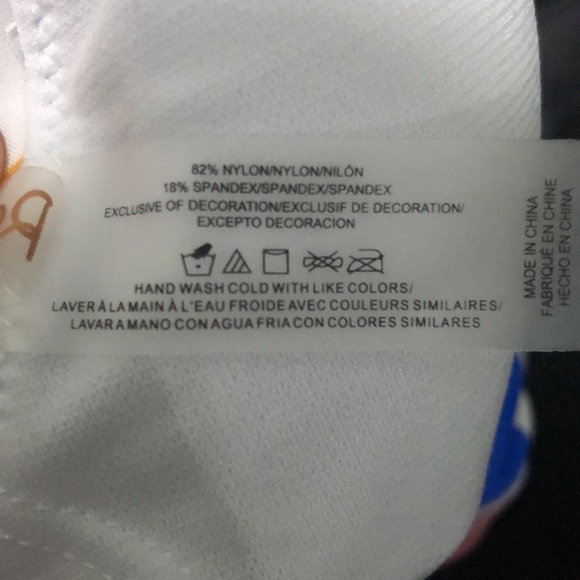 82% NYLON/NYLON/NILÓN
18% SPANDEX/SPANDEX/SPANDEX
EXCLUSIVE OF DECORATION/EXCLUSIF DE DECORATION/
EXCEPTO DECORACION
HAND WASH COLD WITH LIKE COLORS/
LAVER À LA MAIN À L'EAU FROIDE AVEC COULEURS SIMILAIRES/
LAVAR A MANO CON AGUA FRIA CON COLORES SIMILARES
MADE IN CHINA
FABRIQUÉ EN CHINE
HECHO EN CHINA